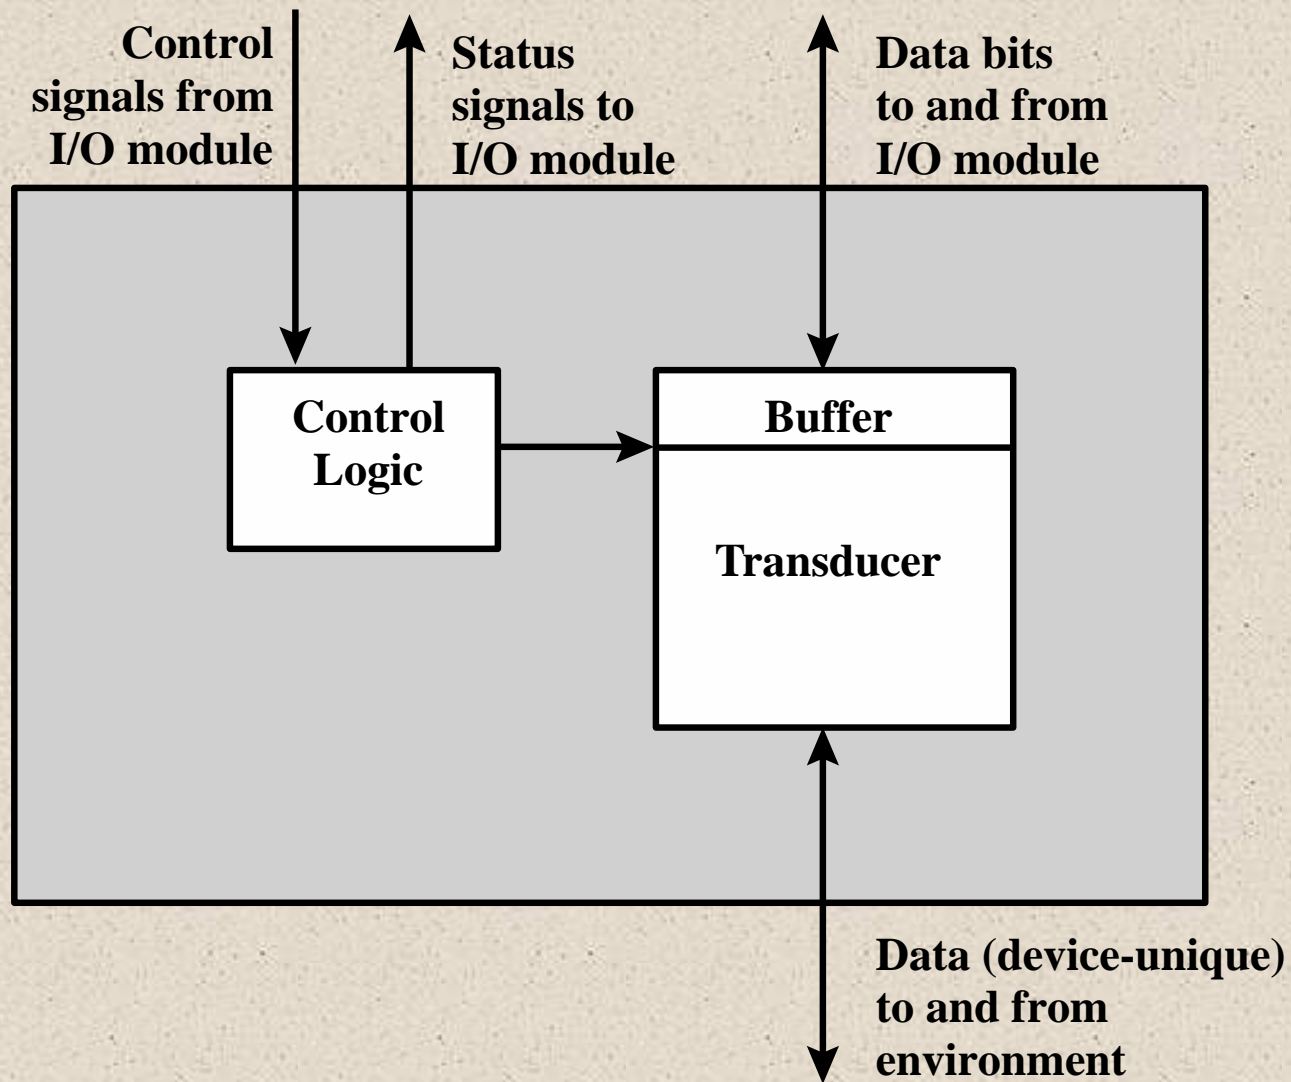 Control
signals from
I/O module
Status
signals to
I/O module
Data bits
to and from
I/O module
Control
Logic
Buffer
Transducer
Data (device-unique)
to and from
environment